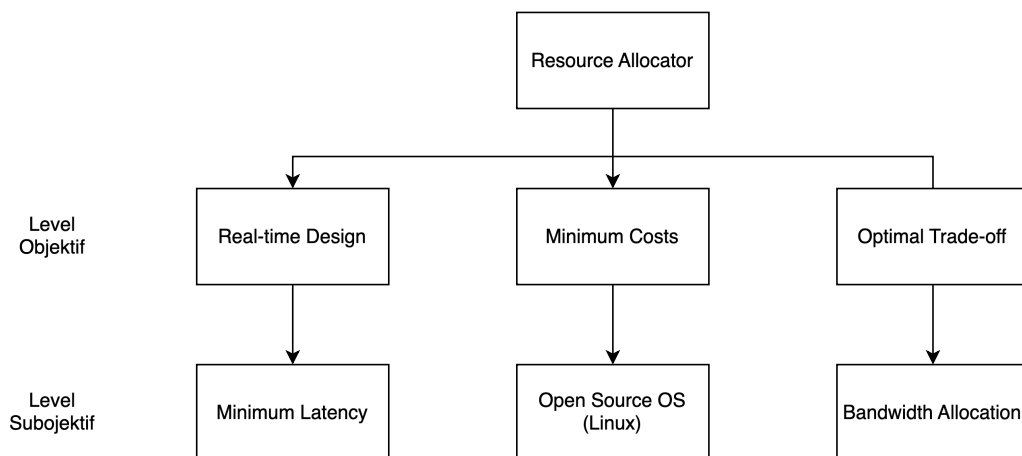 Resource Allocator
Level
Objektif
Real-time Design
Minimum Costs
Optimal Trade-off
Level
Subojektif
Minimum Latency
Open Source OS
(Linux)
Bandwidth Allocation